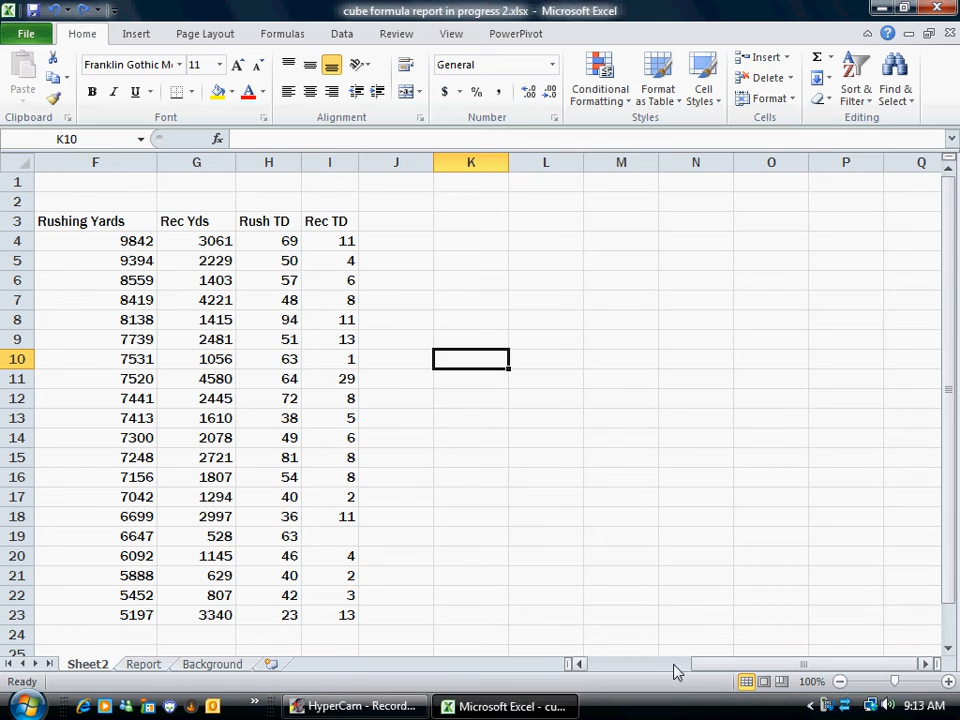 cube formula report in progress 2.xlsx - Microsoft Excel
File Home Insert Page Layout Formulas Data Review View PowerPivot
Paste
Franklin Gothic M 11
General
Conditional Formatting
Format as Table
Cell Styles
Insert
Delete
Format
Sort & Filter
Find & Select
B I U A $ % , Σ
Clipboard Font Alignment Number Styles Cells Editing
K10 fx
F G H I J K L M N O P Q
1
2
3 Rushing Yards Rec Yds Rush TD Rec TD
4 9842 3061 69 11
5 9394 2229 50 4
6 8559 1403 57 6
7 8419 4221 48 8
8 8138 1415 94 11
9 7739 2481 51 13
10 7531 1056 63 1
11 7520 4580 64 29
12 7441 2445 72 8
13 7413 1610 38 5
14 7300 2078 49 6
15 7248 2721 81 8
16 7156 1807 54 8
17 7042 1294 40 2
18 6699 2997 36 11
19 6647 528 63
20 6092 1145 46 4
21 5888 629 40 2
22 5452 807 42 3
23 5197 3340 23 13
24
25
Sheet2 Report Background
Ready 100%
HyperCam - Record... Microsoft Excel - cu... 9:13 AM